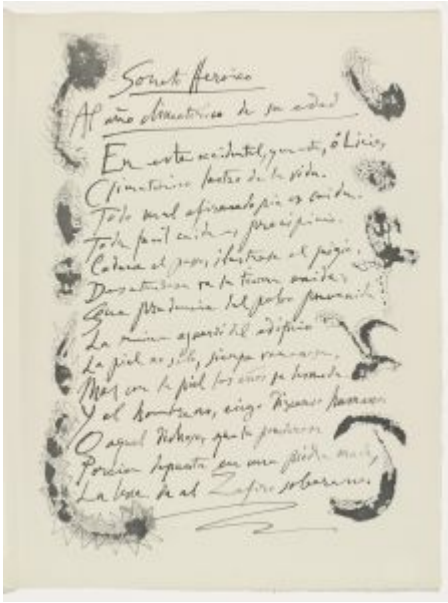 Soneto Heroico
Al año climaterico de su edad
En este occidental, en este, ó Licio,
Climaterico lustro de tu vida,
Todo mal afirmado pie es caida
Toda facil caida es precipicio.
Caduca el paso, ilustrese el juicio,
Desatandose va la tierra unida;
Que prudencia del polvo prevenida
La ruina aguardó del edificio
La piel no solo, sierpe venenosa,
Mas con la piel los años se desnuda
Y el hombre no, ciego discurso humano
O aquel dichoso, que la ponderosa
Porcion depuesta en una piedra muda,
La leve da al Zafiro soberano.